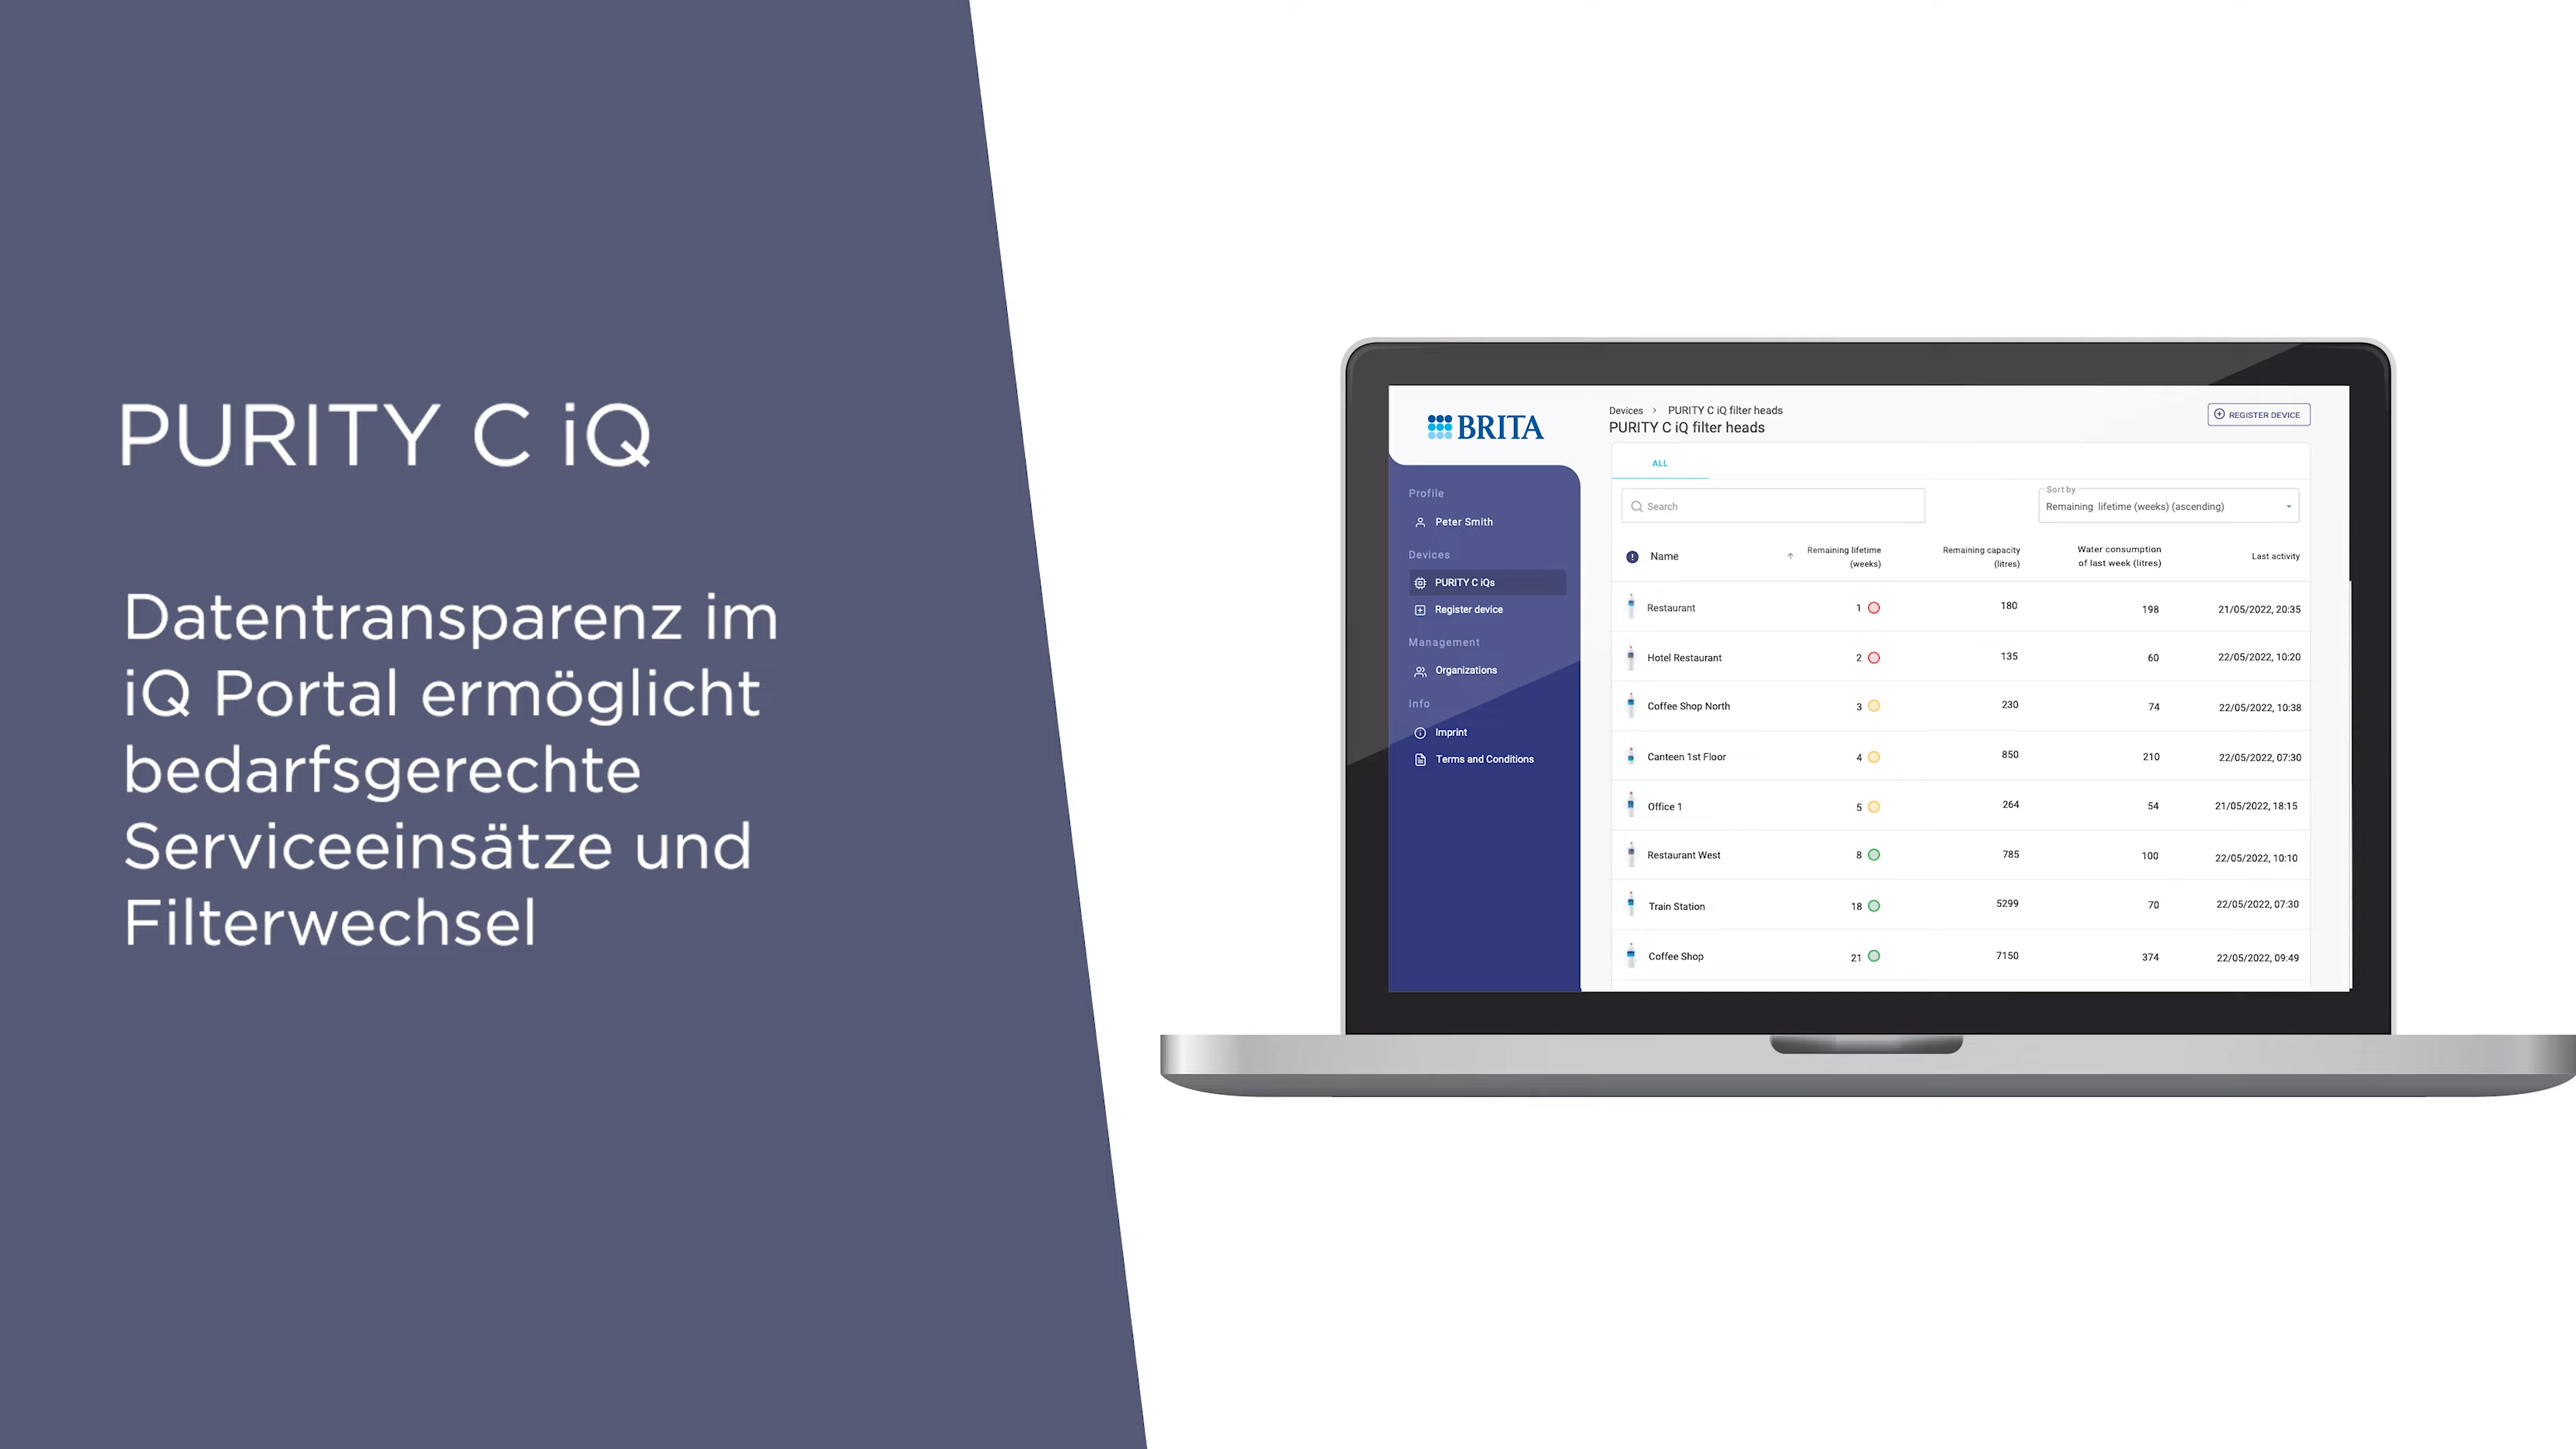 PURITY C iQ
Datentransparenz im
iQ Portal ermöglicht
bedarfsgerechte
Serviceeinsätze und
Filterwechsel
BRITA
Profile
Peter Smith
Devices
PURITY C iQs
Register device
Management
Organizations
Info
Imprint
Terms and Conditions
Devices > PURITY C iQ filter heads
PURITY C iQ filter heads
REGISTER DEVICE
ALL
Search
Sort by
Remaining lifetime (weeks) (ascending)
Name Remaining lifetime (weeks) Remaining capacity (litres) Water consumption of last week (litres) Last activity
Restaurant 1 180 198 21/05/2022, 20:35
Hotel Restaurant 2 135 60 22/05/2022, 10:20
Coffee Shop North 3 230 74 22/05/2022, 10:38
Canteen 1st Floor 4 850 210 22/05/2022, 07:30
Office 1 5 264 54 21/05/2022, 18:15
Restaurant West 8 785 100 22/05/2022, 10:10
Train Station 18 5299 70 22/05/2022, 07:30
Coffee Shop 21 7150 374 22/05/2022, 09:49